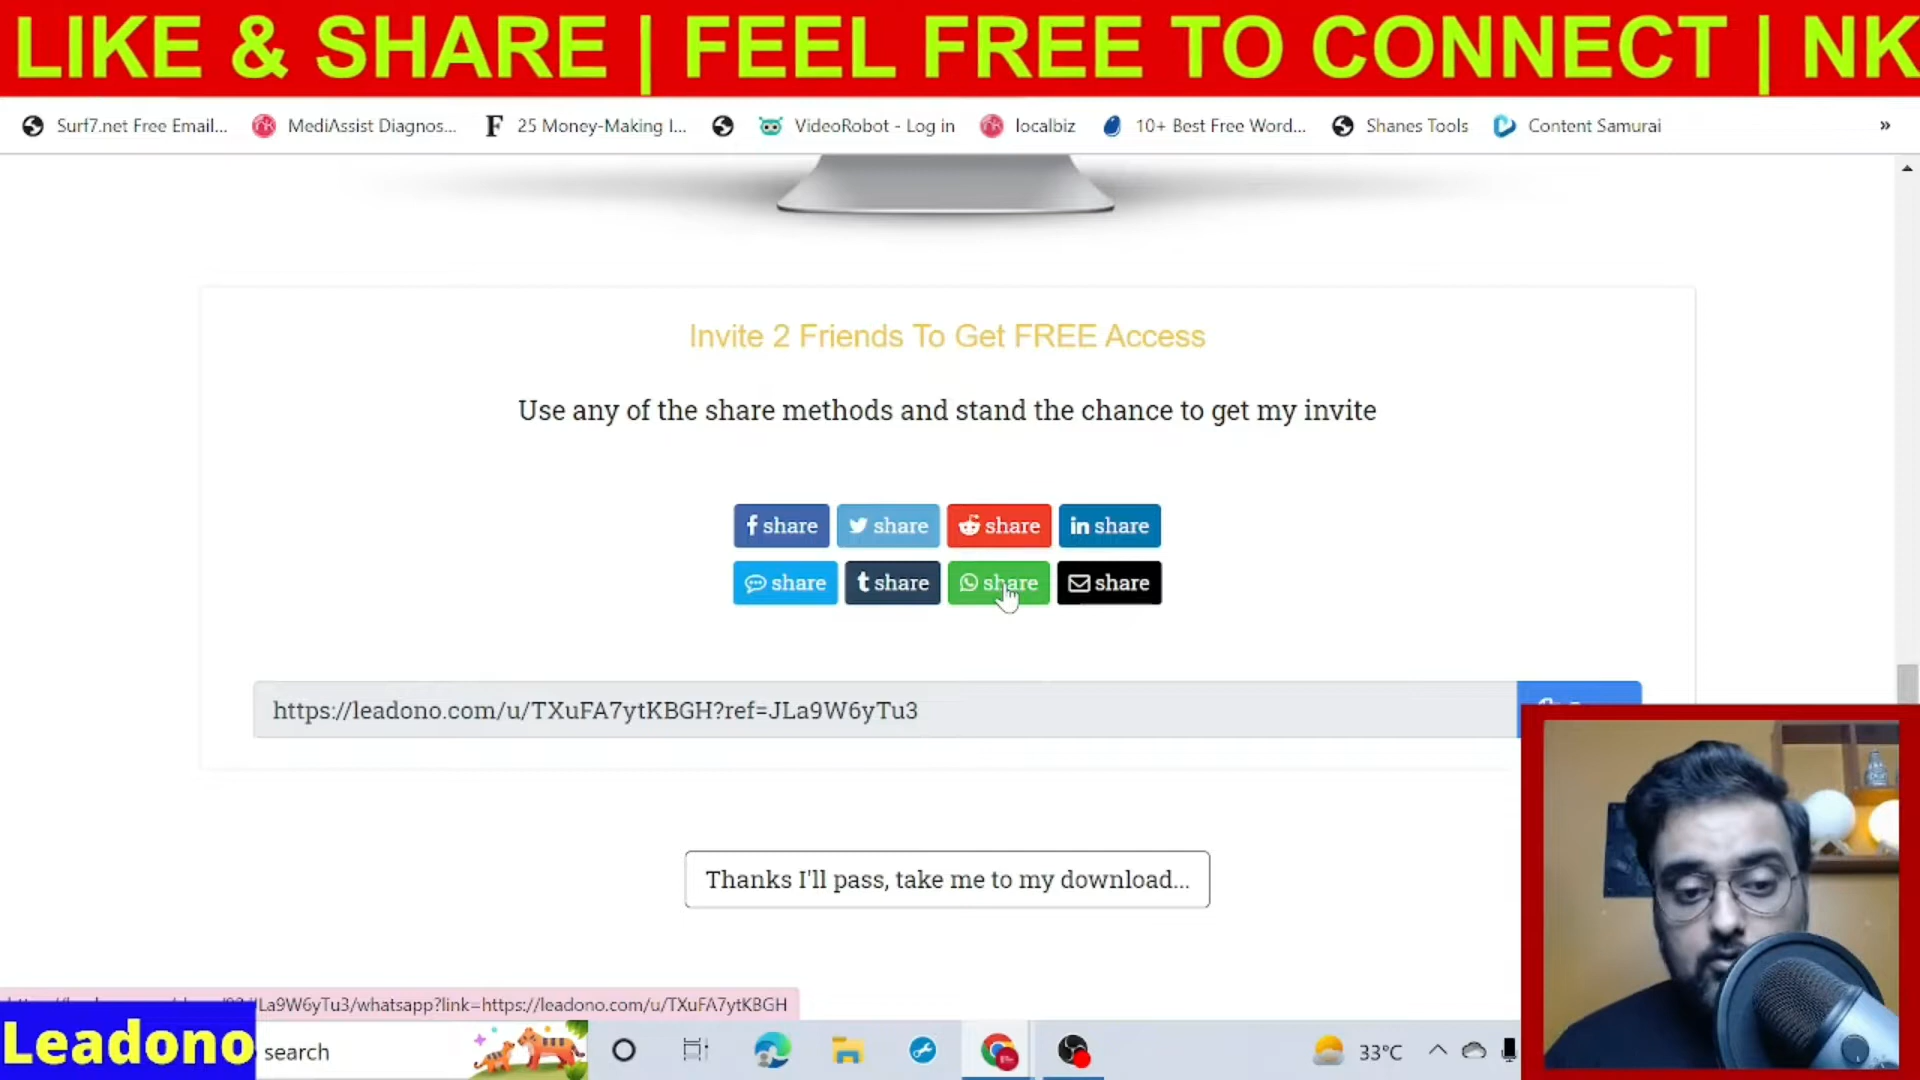 LIKE & SHARE | FEEL FREE TO CONNECT | NK
Surf7.net Free Email... MediAssist Diagnos... 25 Money-Making I... VideoRobot - Log in localbiz 10+ Best Free Word... Shanes Tools Content Samurai »
Invite 2 Friends To Get FREE Access
Use any of the share methods and stand the chance to get my invite
share share share share
share share share share
https://leadono.com/u/TXuFA7ytKBGH?ref=JLa9W6yTu3
Thanks I'll pass, take me to my download...
La9W6yTu3/whatsapp?link=https://leadono.com/u/TXuFA7ytKBGH
Leadono
search
33°C